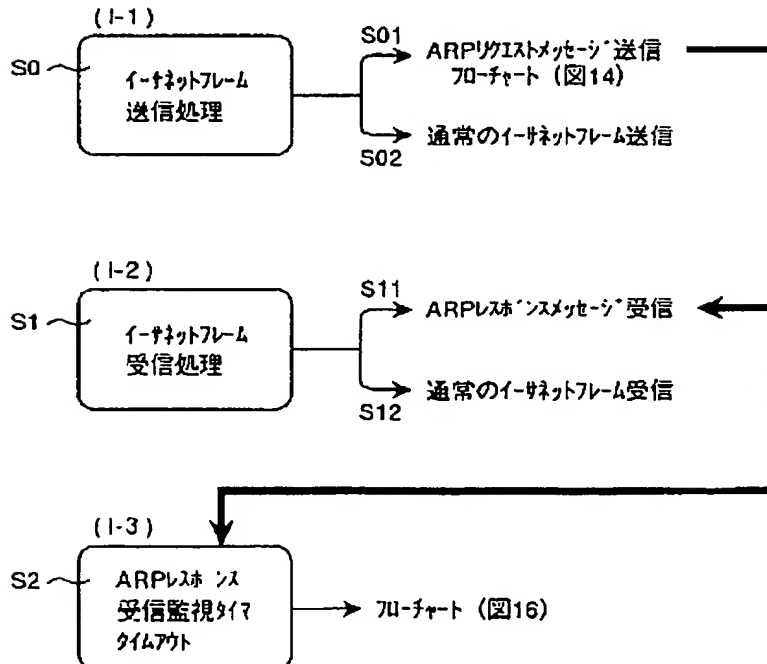 (I-1)
S0
ｲｰｻﾈｯﾄﾌﾚｰﾑ
送信処理
S01
ARPﾘｸｴｽﾄﾒｯｾｰｼﾞ送信
ﾌﾛｰﾁｬｰﾄ (図14)
通常のｲｰｻﾈｯﾄﾌﾚｰﾑ送信
S02
(I-2)
S1
ｲｰｻﾈｯﾄﾌﾚｰﾑ
受信処理
S11
ARPﾚｽﾎﾟﾝｽﾒｯｾｰｼﾞ受信
通常のｲｰｻﾈｯﾄﾌﾚｰﾑ受信
S12
(I-3)
S2
ARPﾚｽﾎﾟﾝｽ
受信監視ﾀｲﾏ
ﾀｲﾑｱｳﾄ
ﾌﾛｰﾁｬｰﾄ (図16)